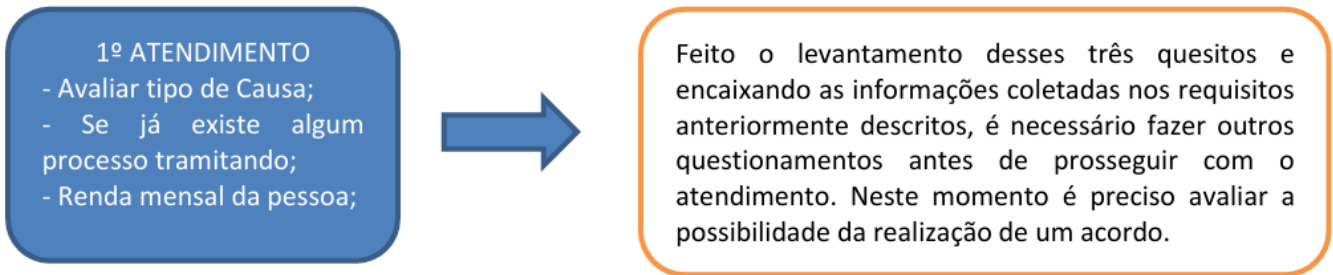 1º ATENDIMENTO
- Avaliar tipo de Causa;
- Se já existe algum
processo tramitando;
- Renda mensal da pessoa;
Feito o levantamento desses três quesitos e
encaixando as informações coletadas nos requisitos
anteriormente descritos, é necessário fazer outros
questionamentos antes de prosseguir com o
atendimento. Neste momento é preciso avaliar a
possibilidade da realização de um acordo.